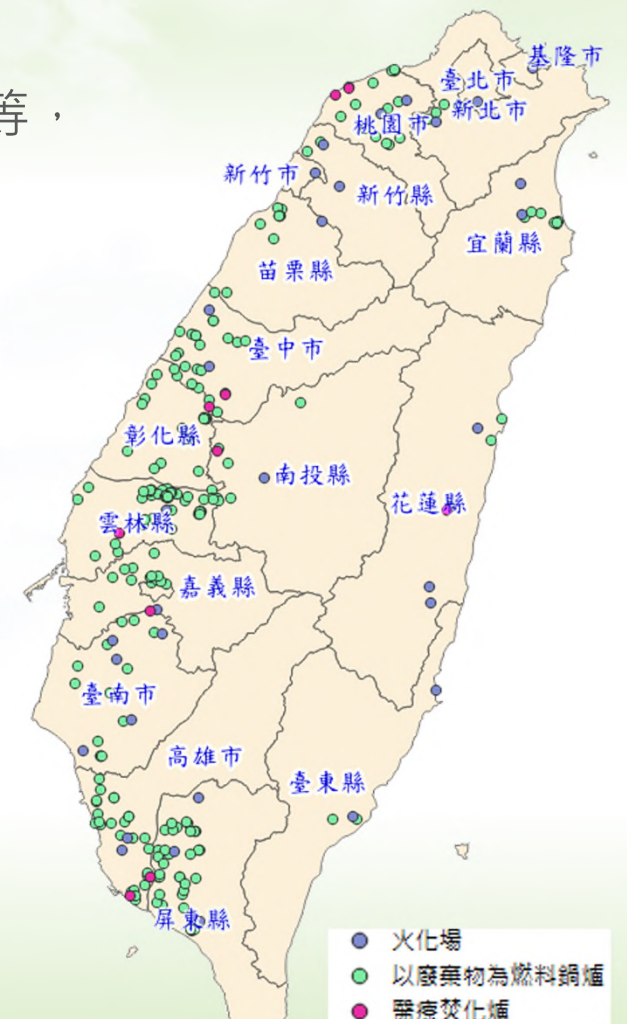 等，
基隆市
臺北市
新北市
桃園市
新竹市
新竹縣
宜蘭縣
苗栗縣
臺中市
彰化縣
南投縣
花蓮縣
雲林縣
嘉義縣
臺南市
高雄市
臺東縣
屏東縣
火化場
以廢棄物為燃料鍋爐
醫療焚化爐